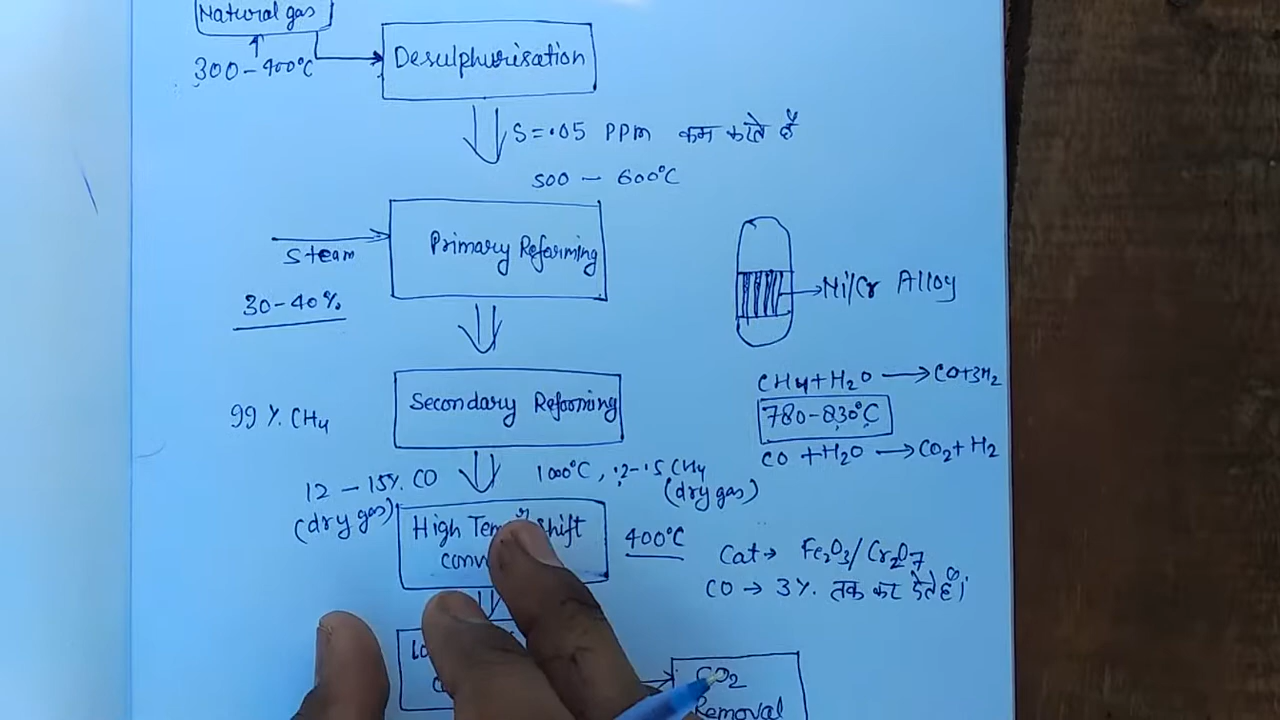 Natural gas
300-400°C
Desulphurisation
S=.05 PPm कम करते हैं
500 - 600°C
Steam
Primary Reforming
30-40%
Ni/Cr Alloy
CH4+H2O → CO+3H2
780-830°C
CO +H2O → CO2+H2
99 %. CH4
Secondary Reforming
12 - 15%. CO
(dry gas)
1000°C, .2-.5 CH4
(dry gas)
High Temr shift
400°C
Cat→ Fe2O3/Cr2O7
CO → 3%. तक कर देते हैं।
CO2
Removal